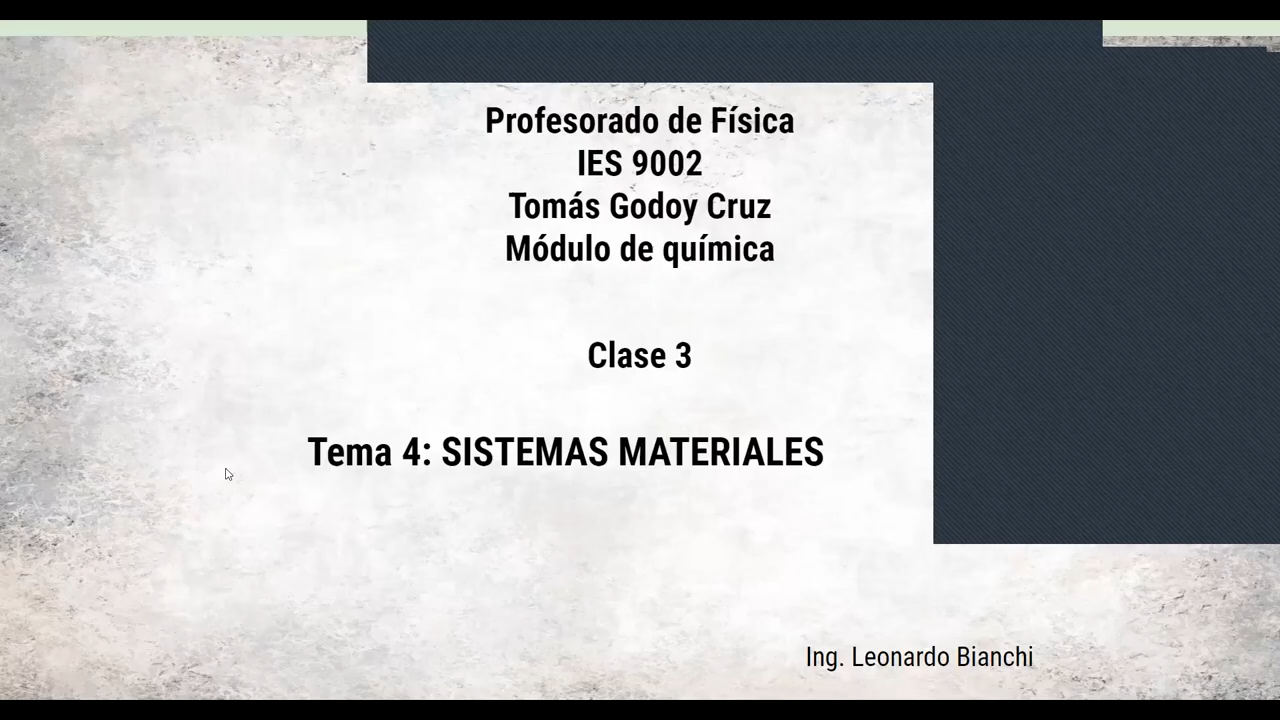 Profesorado de Física
IES 9002
Tomás Godoy Cruz
Módulo de química
Clase 3
Tema 4: SISTEMAS MATERIALES
Ing. Leonardo Bianchi